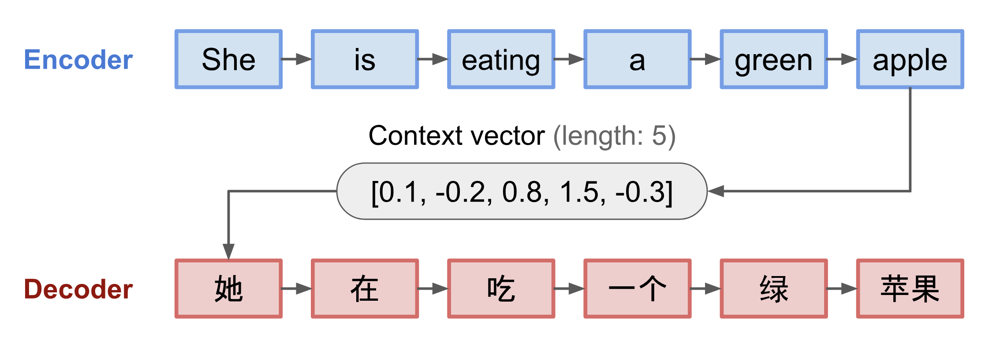 Encoder She is eating a green apple
Context vector (length: 5)
[0.1, -0.2, 0.8, 1.5, -0.3]
Decoder 她 在 吃 一个 绿 苹果